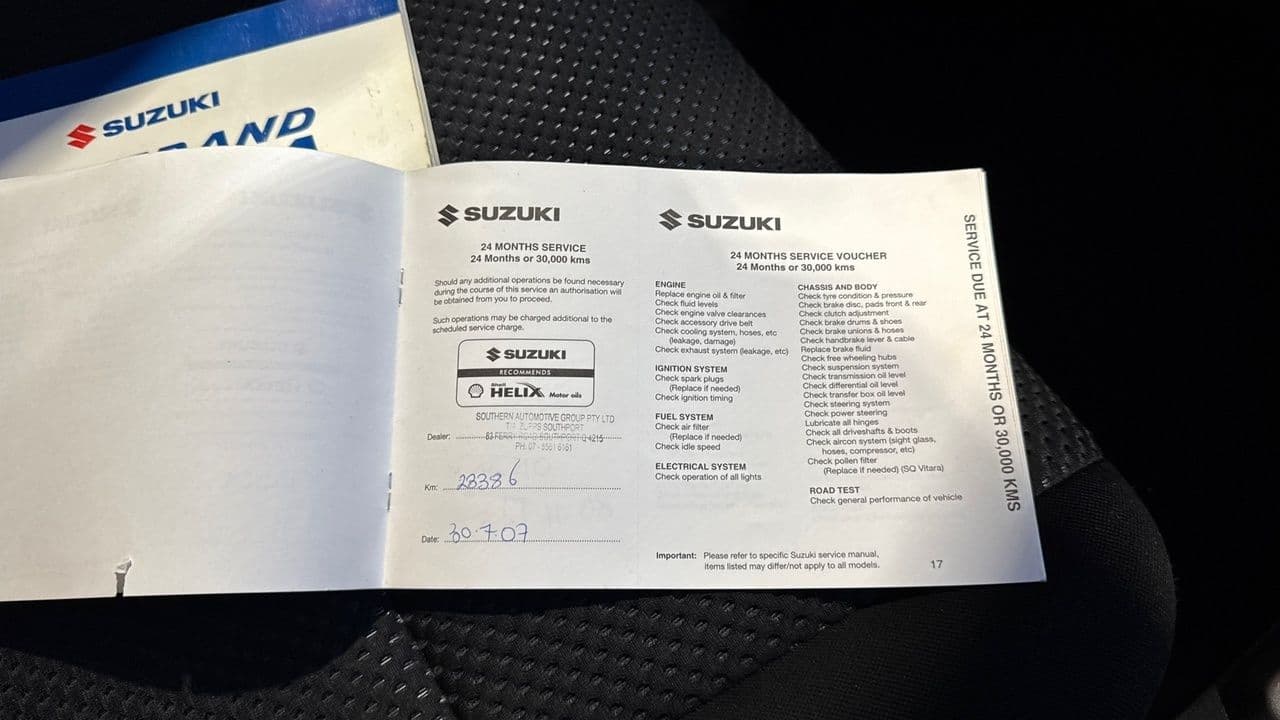 SUZUKI
SUZUKI
24 MONTHS SERVICE
24 Months or 30,000 kms
Should any additional operations be found necessary
during the course of this service an authorisation will
be obtained from you to proceed.
Such operations may be charged additional to the
scheduled service charge.
SUZUKI
RECOMMENDS
Shell
HELIX Motor oils
SOUTHERN AUTOMOTIVE GROUP PTY LTD
T/A ZUPPS SOUTHPORT
Dealer: 83 FERRY ROAD SOUTHPORT Q 4215
PH: 07 - 5561 6161
Km: 28386
Date: 30.7.07
SUZUKI
24 MONTHS SERVICE VOUCHER
24 Months or 30,000 kms
ENGINE
Replace engine oil & filter
Check fluid levels
Check engine valve clearances
Check accessory drive belt
Check cooling system, hoses, etc
(leakage, damage)
Check exhaust system (leakage, etc)
IGNITION SYSTEM
Check spark plugs
(Replace if needed)
Check ignition timing
FUEL SYSTEM
Check air filter
(Replace if needed)
Check idle speed
ELECTRICAL SYSTEM
Check operation of all lights
CHASSIS AND BODY
Check tyre condition & pressure
Check brake disc, pads front & rear
Check clutch adjustment
Check brake drums & shoes
Check brake unions & hoses
Check handbrake lever & cable
Replace brake fluid
Check free wheeling hubs
Check suspension system
Check transmission oil level
Check differential oil level
Check transfer box oil level
Check steering system
Check power steering
Lubricate all hinges
Check all driveshafts & boots
Check aircon system (sight glass,
hoses, compressor, etc)
Check pollen filter
(Replace if needed) (SQ Vitara)
ROAD TEST
Check general performance of vehicle
Important: Please refer to specific Suzuki service manual,
items listed may differ/not apply to all models.
17
SERVICE DUE AT 24 MONTHS OR 30,000 KMS